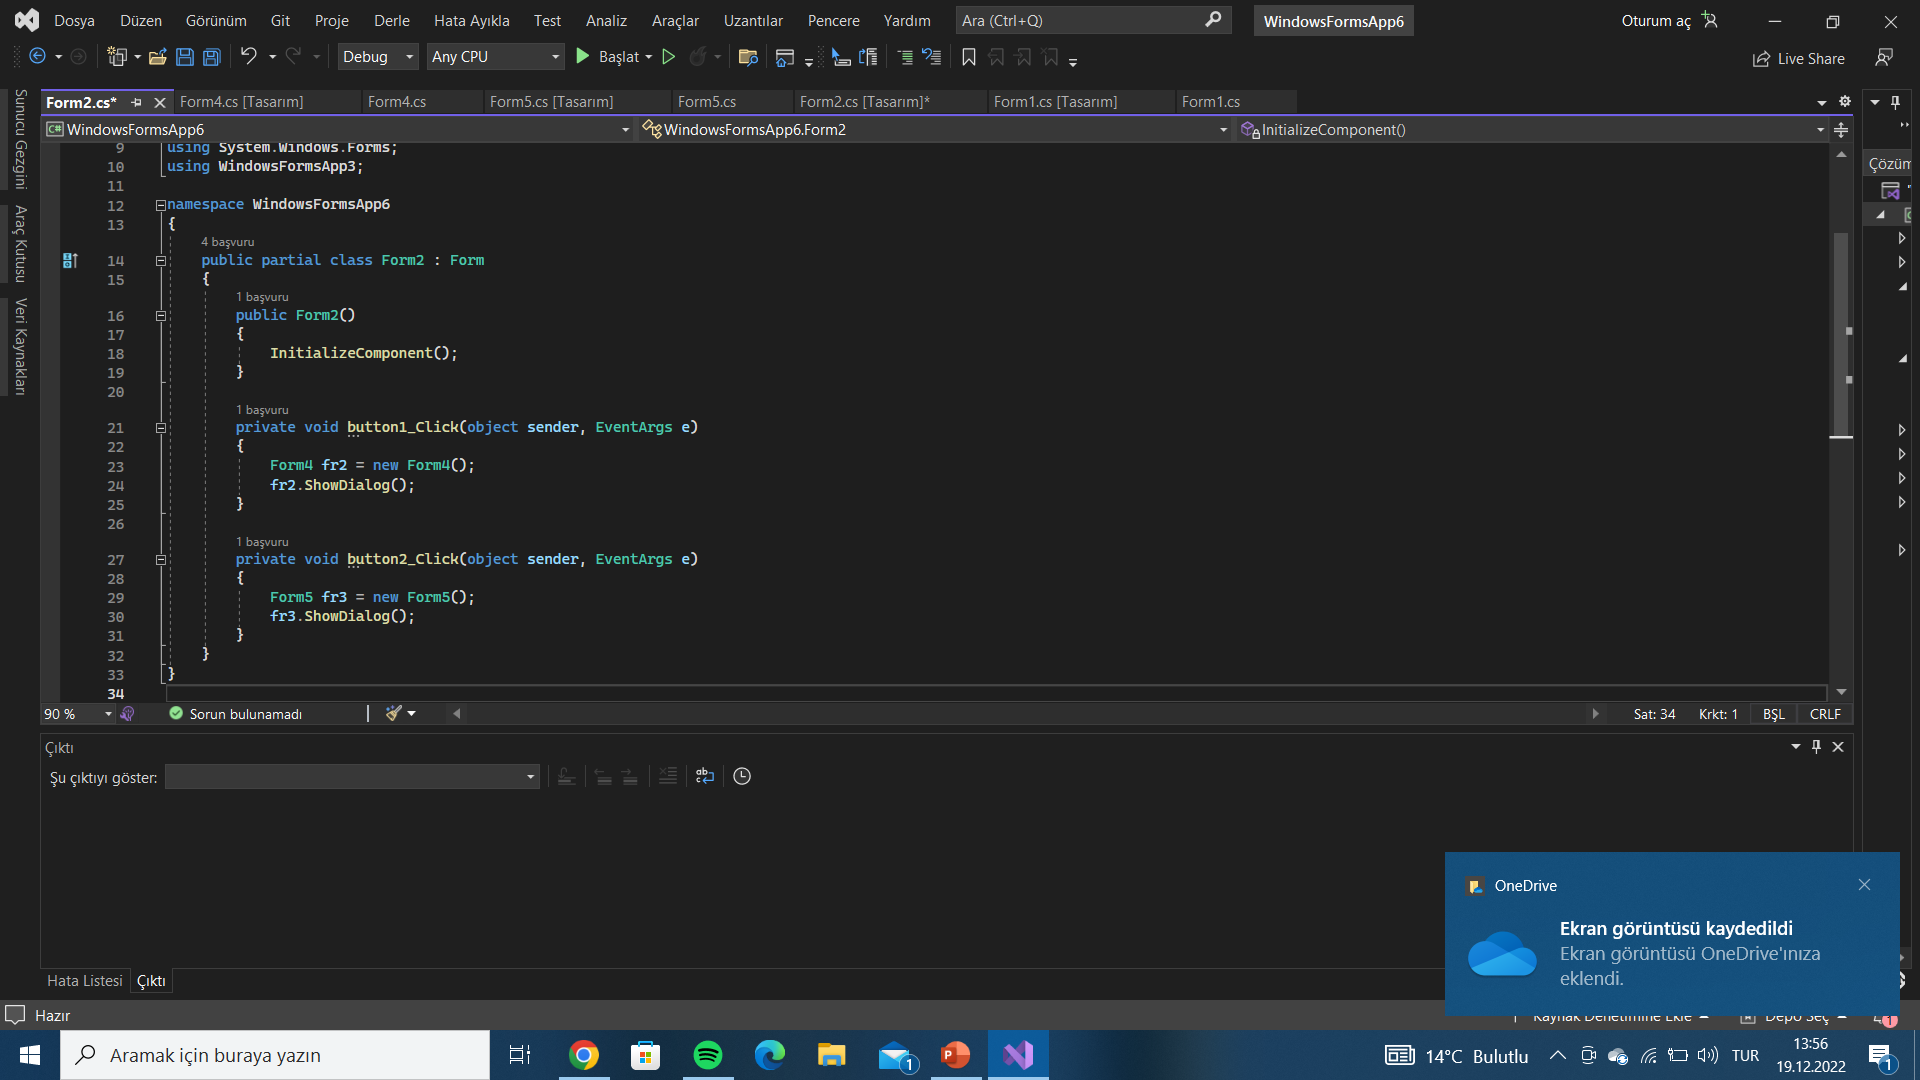 Dosya Düzen Görünüm Git Proje Derle Hata Ayıkla Test Analiz Araçlar Uzantılar Pencere Yardım Ara (Ctrl+Q) WindowsFormsApp6 Oturum aç
Debug Any CPU Başlat Live Share
Form2.cs* Form4.cs [Tasarım] Form4.cs Form5.cs [Tasarım] Form5.cs Form2.cs [Tasarım]* Form1.cs [Tasarım] Form1.cs
WindowsFormsApp6 WindowsFormsApp6.Form2 InitializeComponent()
Sunucu Gezgini
Araç Kutusu
Veri Kaynakları
Çözüm
9 using System.Windows.Forms;
10 using WindowsFormsApp3;
11
12 namespace WindowsFormsApp6
13 {
4 başvuru
14 public partial class Form2 : Form
15 {
1 başvuru
16 public Form2()
17 {
18 InitializeComponent();
19 }
20
1 başvuru
21 private void button1_Click(object sender, EventArgs e)
22 {
23 Form4 fr2 = new Form4();
24 fr2.ShowDialog();
25 }
26
1 başvuru
27 private void button2_Click(object sender, EventArgs e)
28 {
29 Form5 fr3 = new Form5();
30 fr3.ShowDialog();
31 }
32 }
33 }
34
90 % Sorun bulunamadı Sat: 34 Krkt: 1 BŞL CRLF
Çıktı
Şu çıktıyı göster:
OneDrive
Ekran görüntüsü kaydedildi
Ekran görüntüsü OneDrive'ınıza
eklendi.
Hata Listesi Çıktı
Hazır Kaynak Denetimine Ekle Depo Seç 1
Aramak için buraya yazın 1 14°C Bulutlu TUR 13:56
19.12.2022 1